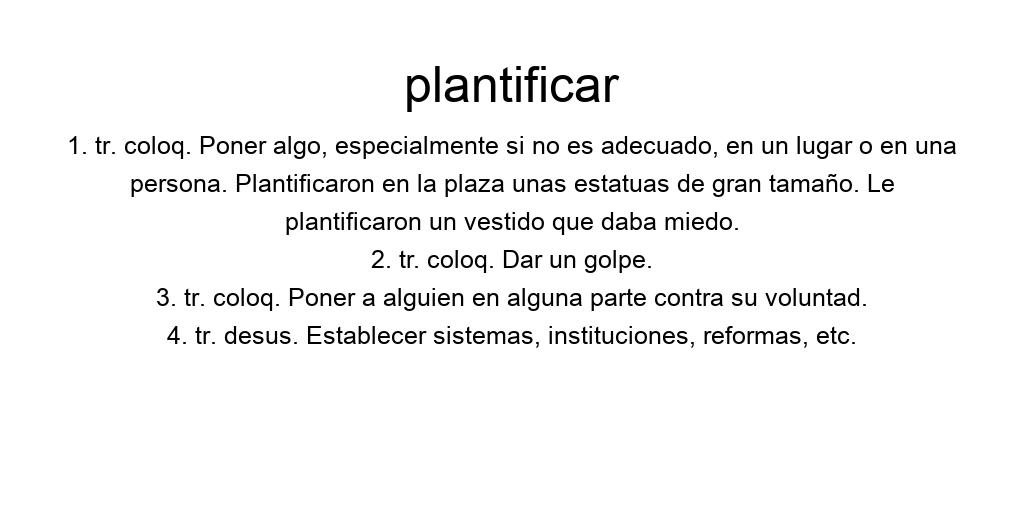 plantificar
1. tr. coloq. Poner algo, especialmente si no es adecuado, en un lugar o en una
persona. Plantificaron en la plaza unas estatuas de gran tamaño. Le
plantificaron un vestido que daba miedo.
2. tr. coloq. Dar un golpe.
3. tr. coloq. Poner a alguien en alguna parte contra su voluntad.
4. tr. desus. Establecer sistemas, instituciones, reformas, etc.